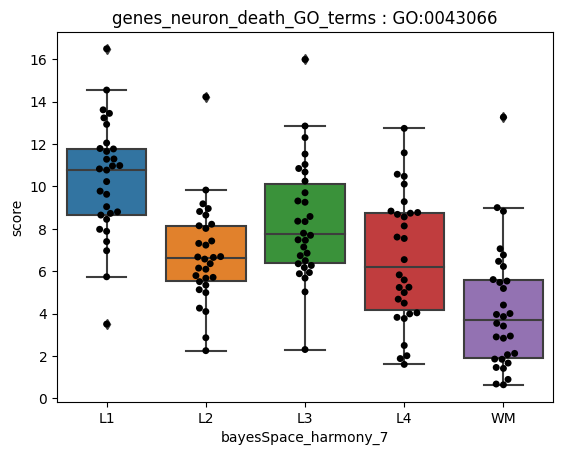 genes_neuron_death_GO_terms : GO:0043066
16
14
12
10
8
6
4
2
0
score
L1 L2 L3 L4 WM
bayesSpace_harmony_7